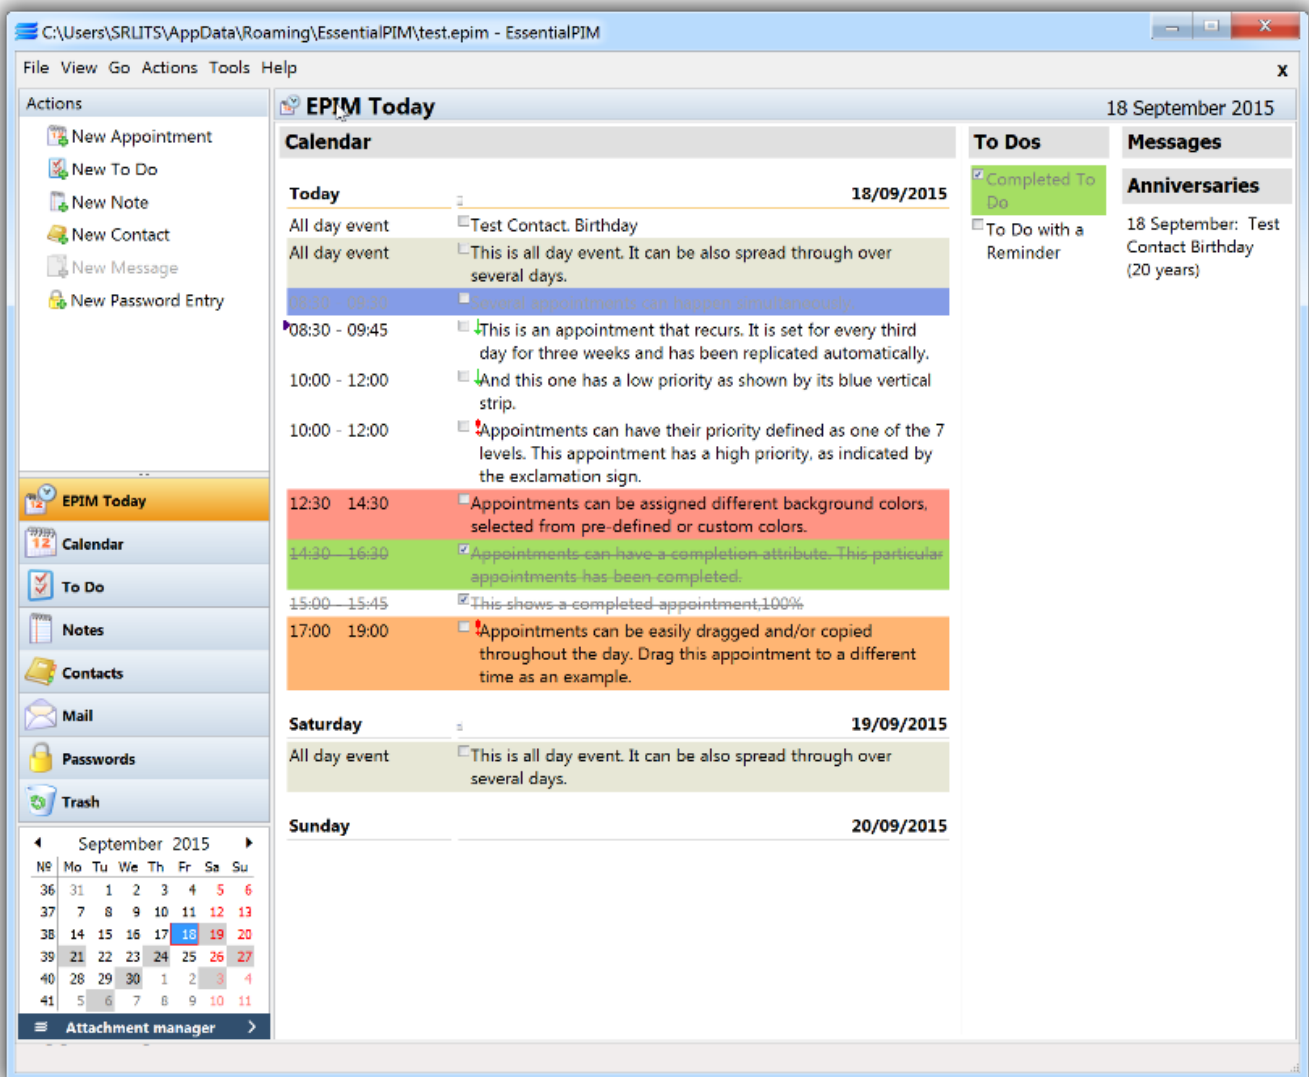 C:\Users\SRLITS\AppData\Roaming\EssentialPIM\test.epim - EssentialPIM
File View Go Actions Tools Help
X
Actions
New Appointment
New To Do
New Note
New Contact
New Message
New Password Entry
EPIM Today
Calendar
To Do
Notes
Contacts
Mail
Passwords
Trash
September 2015
Nº Mo Tu We Th Fr Sa Su
36 31 1 2 3 4 5 6
37 7 8 9 10 11 12 13
38 14 15 16 17 18 19 20
39 21 22 23 24 25 26 27
40 28 29 30 1 2 3 4
41 5 6 7 8 9 10 11
Attachment manager
EPIM Today 18 September 2015
Calendar
Today 18/09/2015
All day event Test Contact. Birthday
All day event This is all day event. It can be also spread through over
several days.
Several appointments can happen simultaneously.
08:30 - 09:45 This is an appointment that recurs. It is set for every third
day for three weeks and has been replicated automatically.
10:00 - 12:00 And this one has a low priority as shown by its blue vertical
strip.
10:00 - 12:00 Appointments can have their priority defined as one of the 7
levels. This appointment has a high priority, as indicated by
the exclamation sign.
12:30 14:30 Appointments can be assigned different background colors,
selected from pre-defined or custom colors.
14:30 - 16:30 Appointments can have a completion attribute. This particular
appointments has been completed.
15:00 - 15:45 This shows a completed appointment,100%
17:00 19:00 Appointments can be easily dragged and/or copied
throughout the day. Drag this appointment to a different
time as an example.
Saturday 19/09/2015
All day event This is all day event. It can be also spread through over
several days.
Sunday 20/09/2015
To Dos
Completed To
Do
To Do with a
Reminder
Messages
Anniversaries
18 September: Test
Contact Birthday
(20 years)